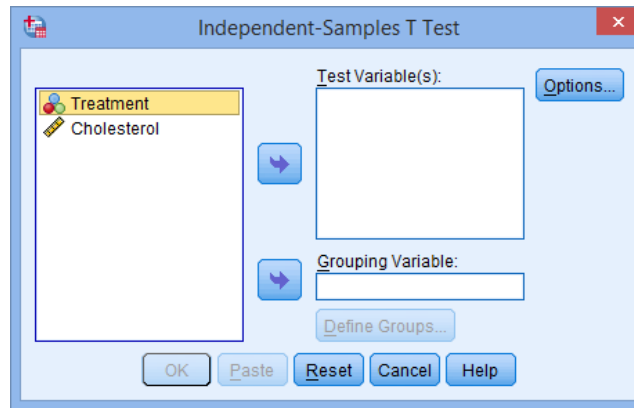 Independent-Samples T Test
Test Variable(s):
Options...
Treatment
Cholesterol
Grouping Variable:
Define Groups...
OK Paste Reset Cancel Help